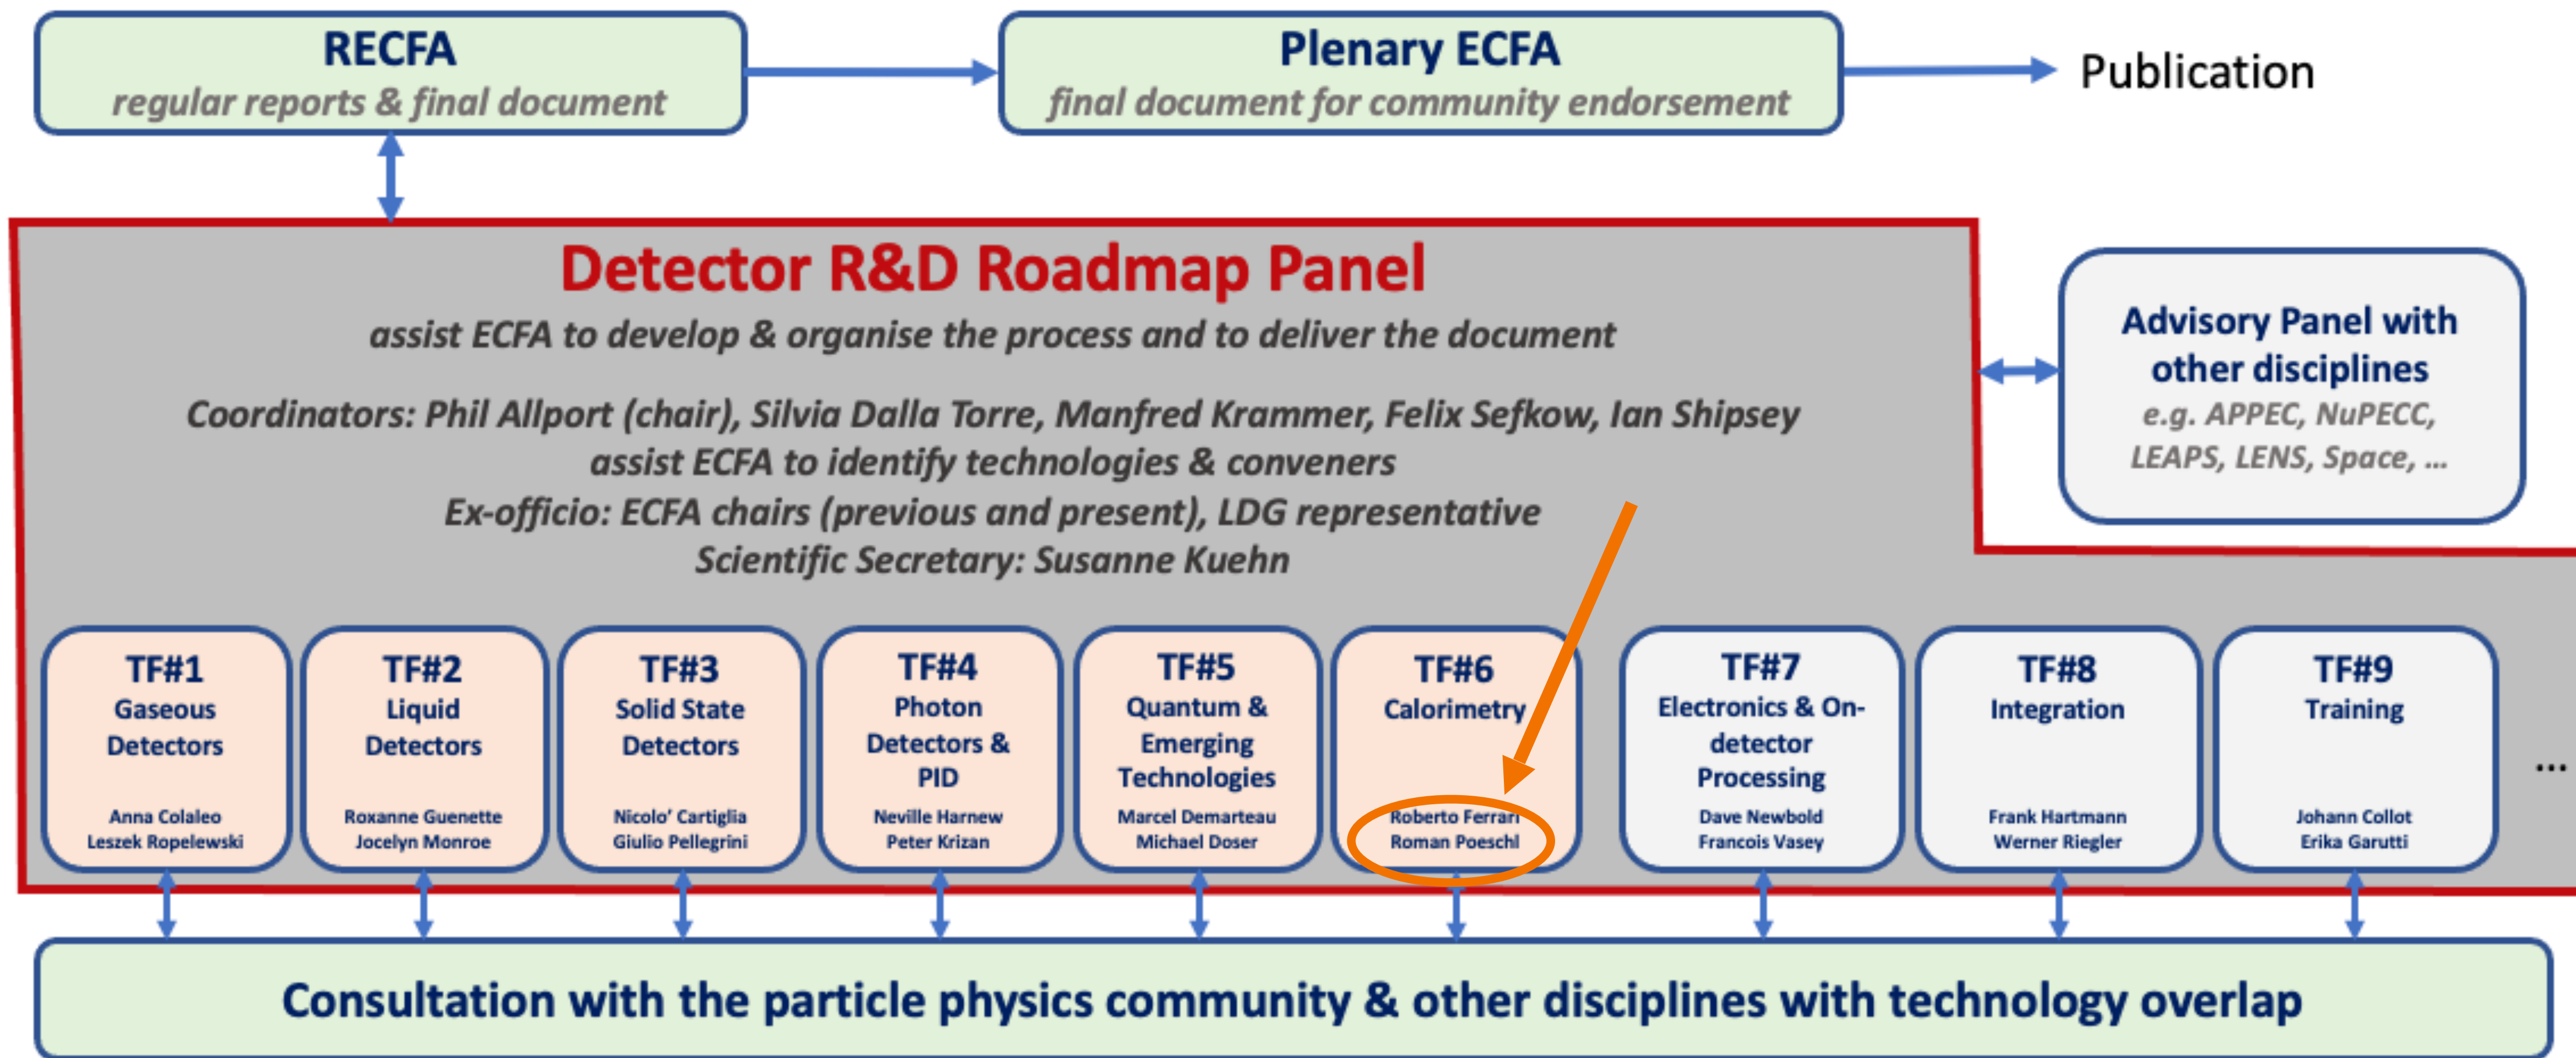 RECFA
regular reports & final document
Plenary ECFA
final document for community endorsement
Publication
Detector R&D Roadmap Panel
assist ECFA to develop & organise the process and to deliver the document
Coordinators: Phil Allport (chair), Silvia Dalla Torre, Manfred Krammer, Felix Sefkow, Ian Shipsey
assist ECFA to identify technologies & conveners
Ex-officio: ECFA chairs (previous and present), LDG representative
Scientific Secretary: Susanne Kuehn
Advisory Panel with
other disciplines
e.g. APPEC, NuPECC,
LEAPS, LENS, Space, ...
TF#1
Gaseous
Detectors
Anna Colaleo
Leszek Ropelewski
TF#2
Liquid
Detectors
Roxanne Guenette
Jocelyn Monroe
TF#3
Solid State
Detectors
Nicolo' Cartiglia
Giulio Pellegrini
TF#4
Photon
Detectors &
PID
Neville Harnew
Peter Krizan
TF#5
Quantum &
Emerging
Technologies
Marcel Demarteau
Michael Doser
TF#6
Calorimetry
Roberto Ferrari
Roman Poeschl
TF#7
Electronics & On-
detector
Processing
Dave Newbold
Francois Vasey
TF#8
Integration
Frank Hartmann
Werner Riegler
TF#9
Training
Johann Collot
Erika Garutti
...
Consultation with the particle physics community & other disciplines with technology overlap